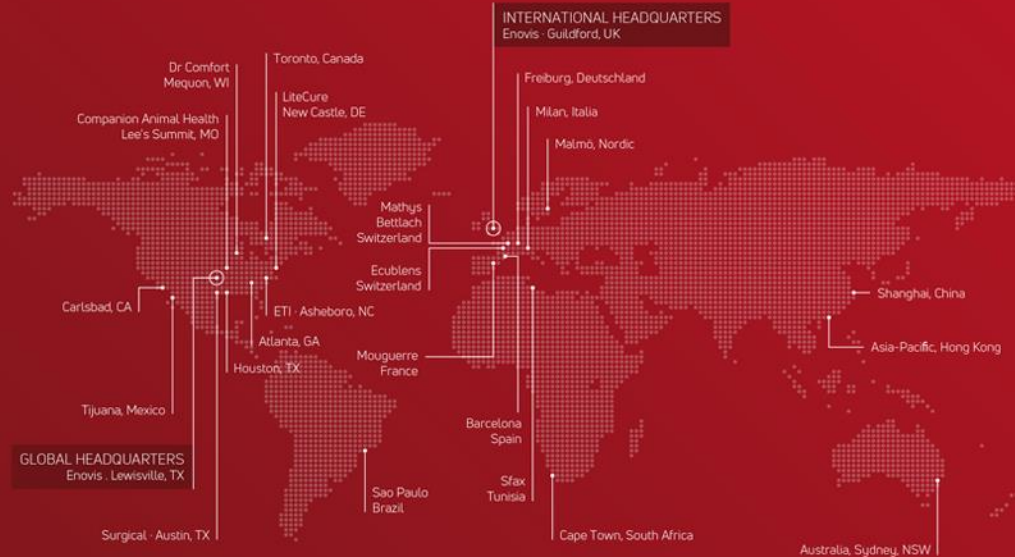 INTERNATIONAL HEADQUARTERS
Enovis · Guildford, UK
Dr Comfort
Mequon, WI
Toronto, Canada
Freiburg, Deutschland
LiteCure
New Castle, DE
Milan, Italia
Companion Animal Health
Lee's Summit, MO
Malmö, Nordic
Mathys
Bettlach
Switzerland
Ecublens
Switzerland
Carlsbad, CA
Shanghai, China
ETI · Asheboro, NC
Atlanta, GA
Asia-Pacific, Hong Kong
Mouguerre
France
Houston, TX
Tijuana, Mexico
Barcelona
Spain
GLOBAL HEADQUARTERS
Enovis . Lewisville, TX
Sfax
Tunisia
Sao Paulo
Brazil
Surgical · Austin, TX
Cape Town, South Africa
Australia, Sydney, NSW